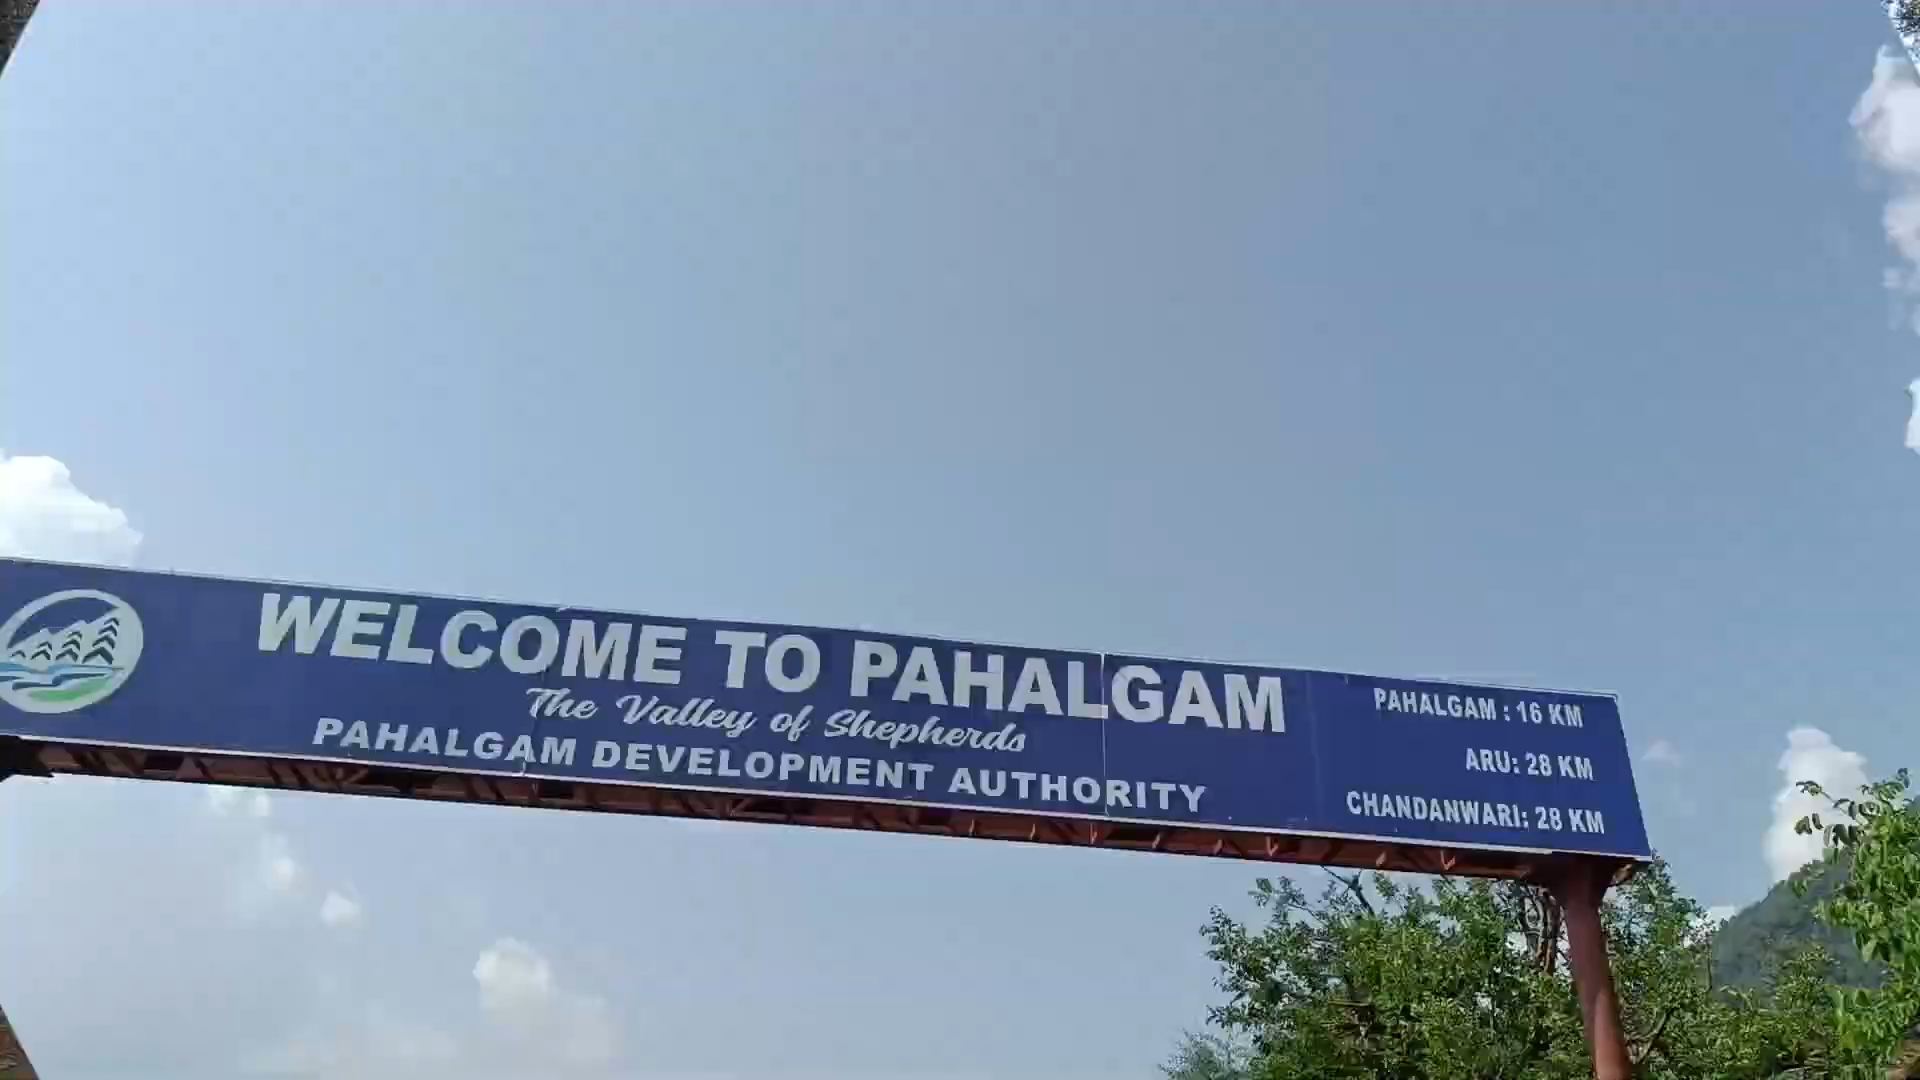 WELCOME TO PAHALGAM
The Valley of Shepherds
PAHALGAM DEVELOPMENT AUTHORITY
PAHALGAM : 16 KM
ARU: 28 KM
CHANDANWARI: 28 KM